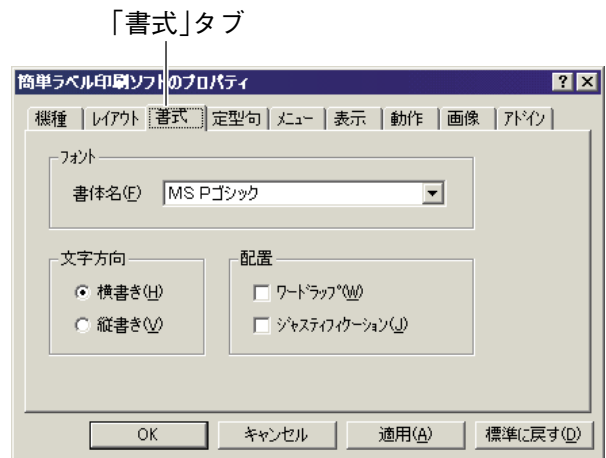 「書式」タブ
簡単ラベル印刷ソフトのプロパティ
機種 ﾚｲｱｳﾄ 書式 定型句 ﾒﾆｭｰ 表示 動作 画像 ｱﾄﾞｲﾝ
ﾌｫﾝﾄ
書体名(F) MS Pゴシック
文字方向 配置
横書き(H) ﾜｰﾄﾞﾗｯﾌﾟ(W)
縦書き(V) ｼﾞｬｽﾃｨﾌｨｹｰｼｮﾝ(J)
OK キャンセル 適用(A) 標準に戻す(D)